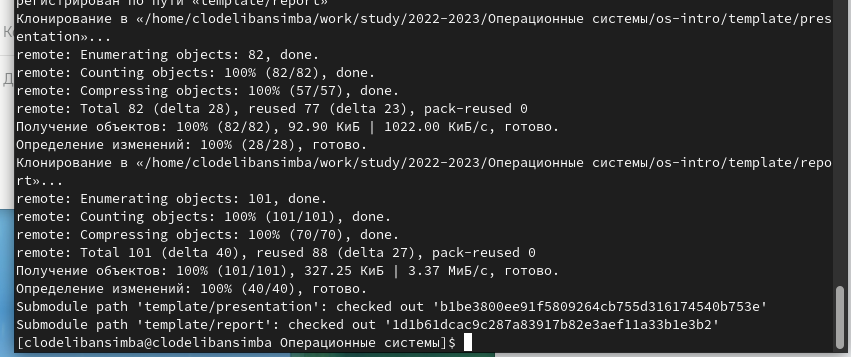 регистрирован по пути «template/report»
Клонирование в «/home/clodelibansimba/work/study/2022-2023/Операционные системы/os-intro/template/pres
entation»...
remote: Enumerating objects: 82, done.
remote: Counting objects: 100% (82/82), done.
remote: Compressing objects: 100% (57/57), done.
remote: Total 82 (delta 28), reused 77 (delta 23), pack-reused 0
Получение объектов: 100% (82/82), 92.90 КиБ | 1022.00 КиБ/с, готово.
Определение изменений: 100% (28/28), готово.
Клонирование в «/home/clodelibansimba/work/study/2022-2023/Операционные системы/os-intro/template/repo
rt»...
remote: Enumerating objects: 101, done.
remote: Counting objects: 100% (101/101), done.
remote: Compressing objects: 100% (70/70), done.
remote: Total 101 (delta 40), reused 88 (delta 27), pack-reused 0
Получение объектов: 100% (101/101), 327.25 КиБ | 3.37 МиБ/с, готово.
Определение изменений: 100% (40/40), готово.
Submodule path 'template/presentation': checked out 'b1be3800ee91f5809264cb755d316174540b753e'
Submodule path 'template/report': checked out '1d1b61dcac9c287a83917b82e3aef11a33b1e3b2'
[clodelibansimba@clodelibansimba Операционные системы]$